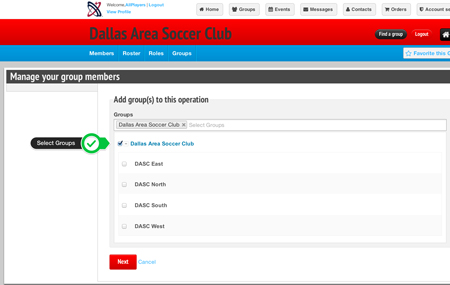 Welcome, AllPlayers | Logout
View Profile
Home Groups Events Messages Contacts Orders Account se
Dallas Area Soccer Club
Find a group Logout
Members Roster Roles Groups
Favorite this G
Manage your group members
Add group(s) to this operation
Groups
Dallas Area Soccer Club × Select Groups
Select Groups
- Dallas Area Soccer Club
DASC East
DASC North
DASC South
DASC West
Next Cancel